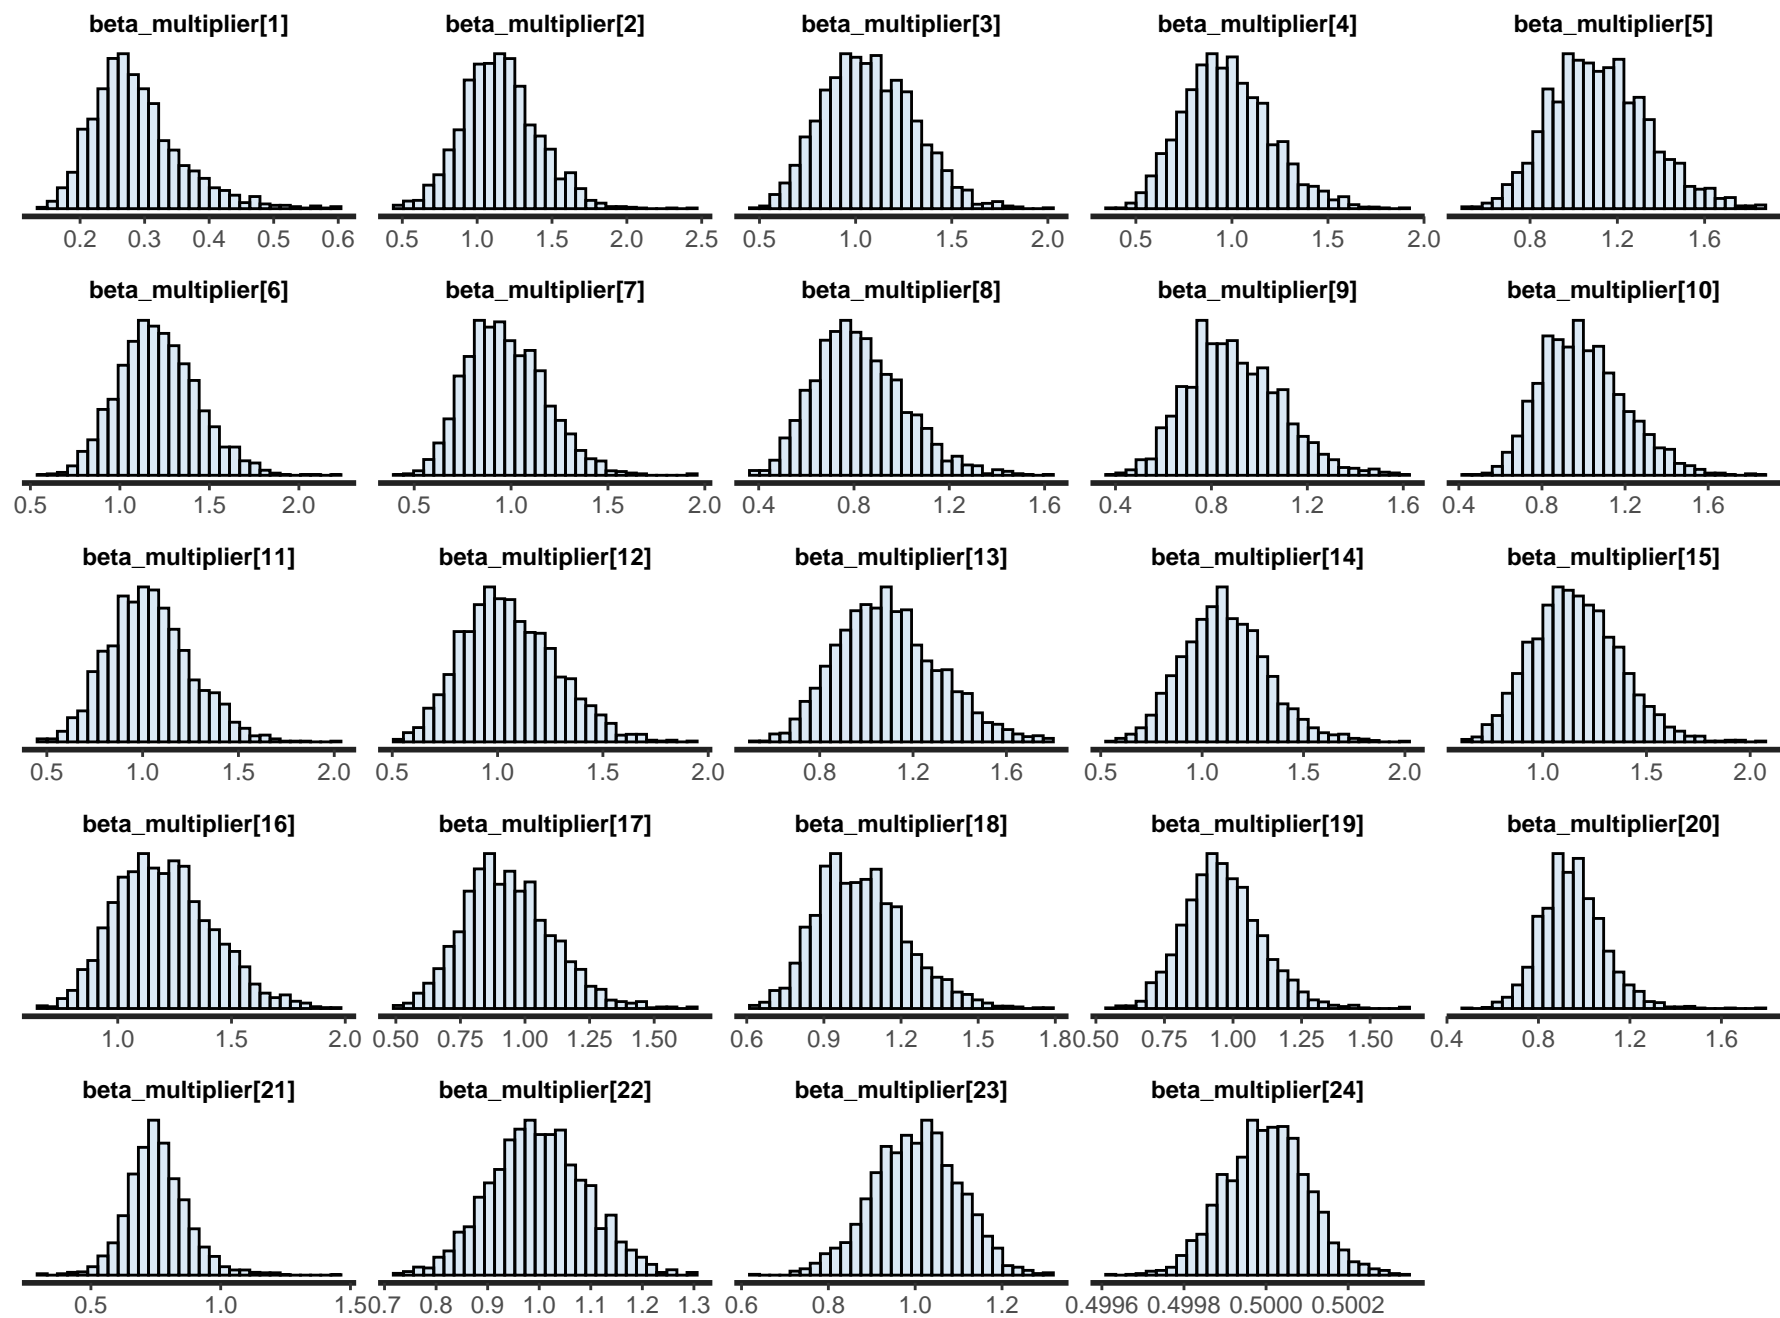 beta_multiplier[1] beta_multiplier[2] beta_multiplier[3] beta_multiplier[4] beta_multiplier[5]
0.2 0.3 0.4 0.5 0.6 0.5 1.0 1.5 2.0 2.5 0.5 1.0 1.5 2.0 0.5 1.0 1.5 2.0 0.8 1.2 1.6
beta_multiplier[6] beta_multiplier[7] beta_multiplier[8] beta_multiplier[9] beta_multiplier[10]
0.5 1.0 1.5 2.0 0.5 1.0 1.5 2.0 0.4 0.8 1.2 1.6 0.4 0.8 1.2 1.6 0.4 0.8 1.2 1.6
beta_multiplier[11] beta_multiplier[12] beta_multiplier[13] beta_multiplier[14] beta_multiplier[15]
0.5 1.0 1.5 2.0 0.5 1.0 1.5 2.0 0.8 1.2 1.6 0.5 1.0 1.5 2.0 1.0 1.5 2.0
beta_multiplier[16] beta_multiplier[17] beta_multiplier[18] beta_multiplier[19] beta_multiplier[20]
1.0 1.5 2.0 0.50 0.75 1.00 1.25 1.50 0.6 0.9 1.2 1.5 1.8 0.50 0.75 1.00 1.25 1.50 0.4 0.8 1.2 1.6
beta_multiplier[21] beta_multiplier[22] beta_multiplier[23] beta_multiplier[24]
0.5 1.0 1.5 0.7 0.8 0.9 1.0 1.1 1.2 1.3 0.6 0.8 1.0 1.2 0.4996 0.4998 0.5000 0.5002